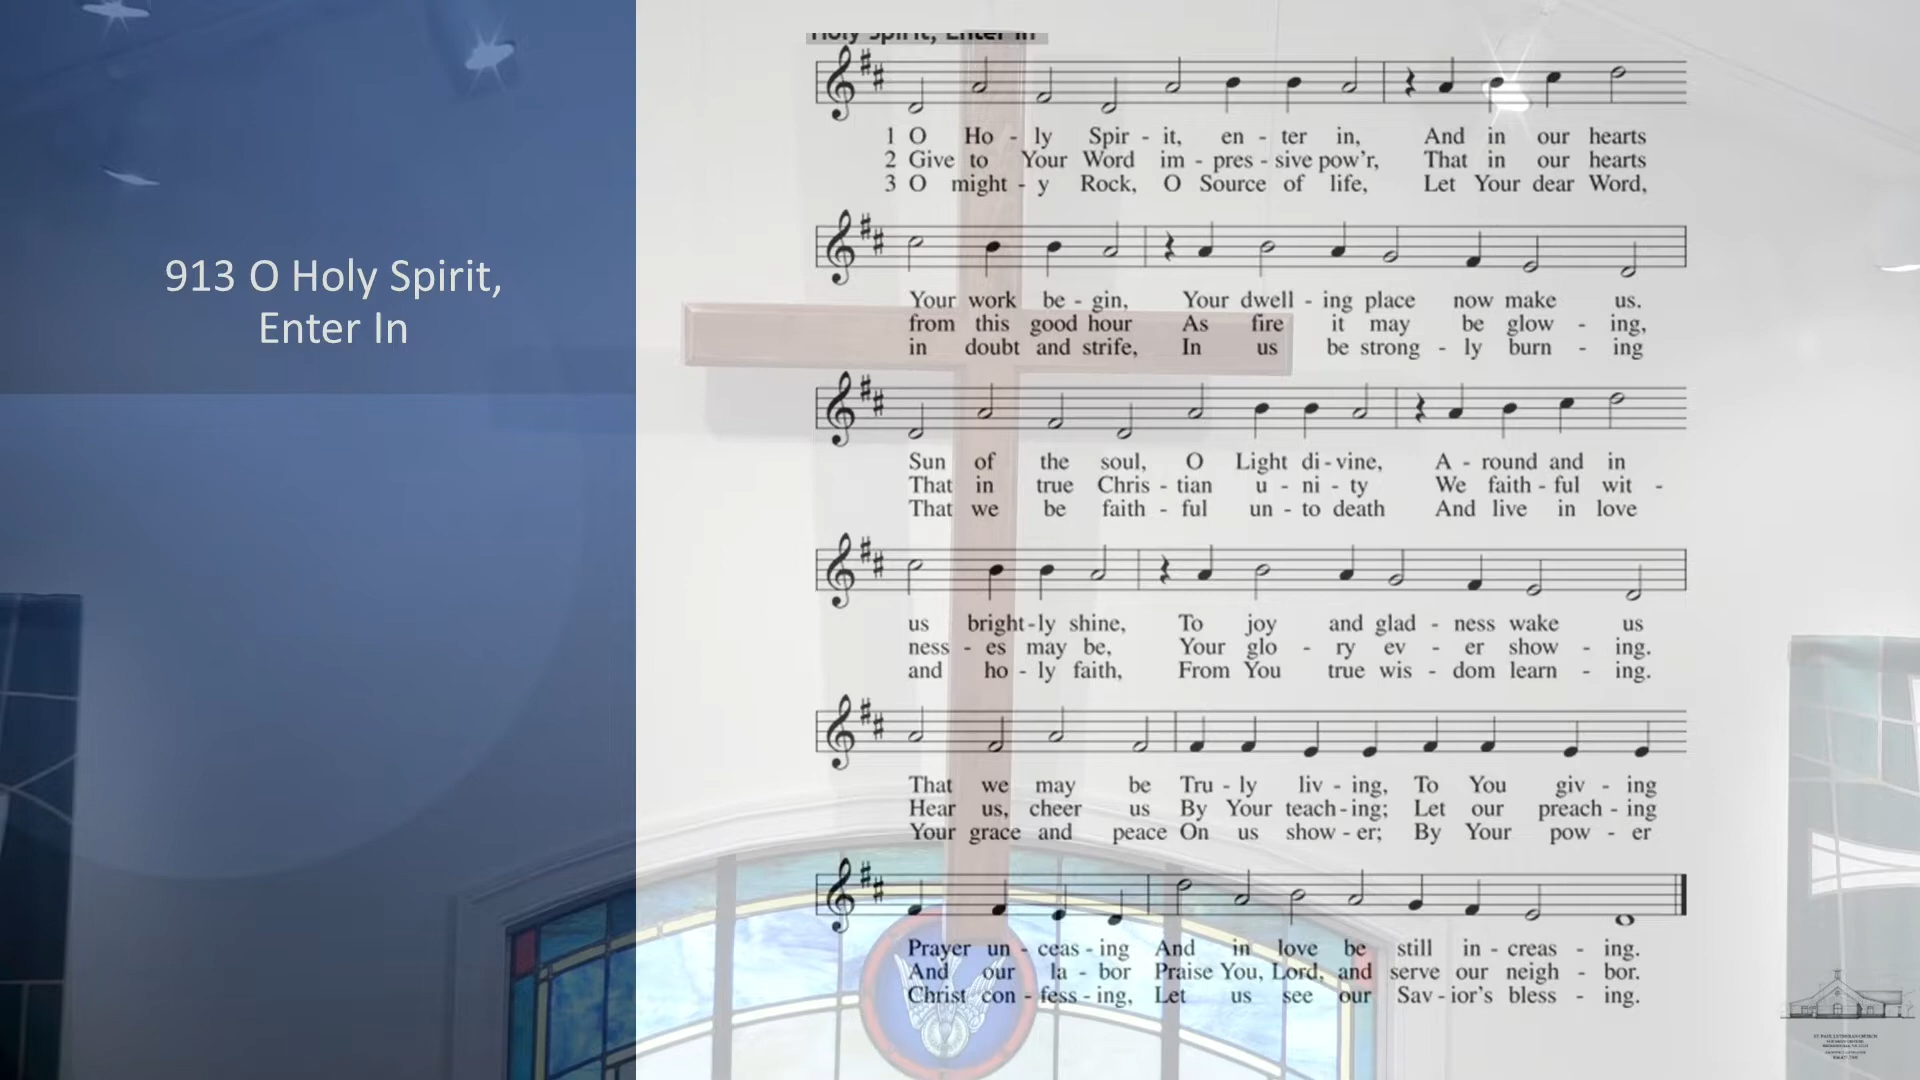 913 O Holy Spirit,
Enter In
Holy Spirit, Enter In
1 O Ho - ly Spir - it, en - ter in, And in our hearts
2 Give to Your Word im - pres - sive pow'r, That in our hearts
3 O might - y Rock, O Source of life, Let Your dear Word,
Your work be - gin, Your dwell - ing place now make us.
from this good hour As fire it may be glow - ing,
in doubt and strife, In us be strong - ly burn - ing
Sun of the soul, O Light di - vine, A - round and in
That in true Chris - tian u - ni - ty We faith - ful wit -
That we be faith - ful un - to death And live in love
us bright - ly shine, To joy and glad - ness wake us
ness - es may be, Your glo - ry ev - er show - ing.
and ho - ly faith, From You true wis - dom learn - ing.
That we may be Tru - ly liv - ing, To You giv - ing
Hear us, cheer us By Your teach - ing; Let our preach - ing
Your grace and peace On us show - er; By Your pow - er
Prayer un - ceas - ing And in love be still in - creas - ing.
And our la - bor Praise You, Lord, and serve our neigh - bor.
Christ con - fess - ing, Let us see our Sav - ior's bless - ing.
ST. PAUL LUTHERAN CHURCH